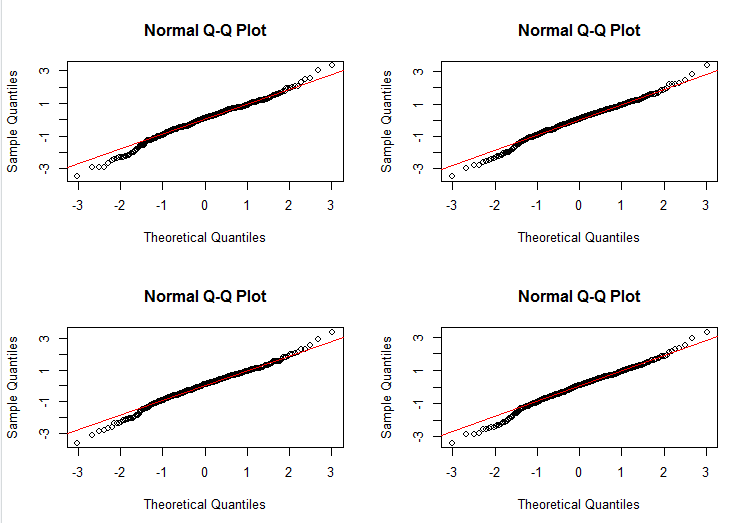 Normal Q-Q Plot
Sample Quantiles
3
1
-1
-3
-3 -2 -1 0 1 2 3
Theoretical Quantiles
Normal Q-Q Plot
Sample Quantiles
3
1
-1
-3
-3 -2 -1 0 1 2 3
Theoretical Quantiles
Normal Q-Q Plot
Sample Quantiles
3
1
-1
-3
-3 -2 -1 0 1 2 3
Theoretical Quantiles
Normal Q-Q Plot
Sample Quantiles
3
1
-1
-3
-3 -2 -1 0 1 2 3
Theoretical Quantiles